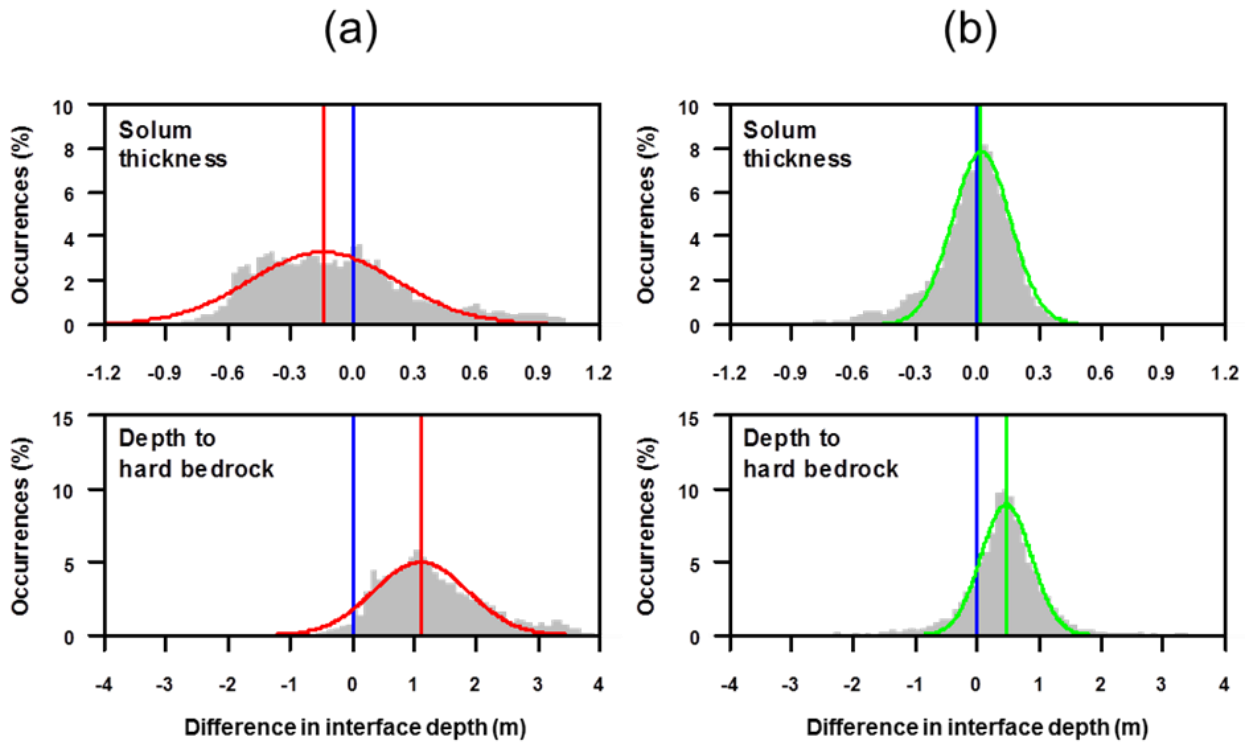 (a)
(b)
Occurrences (%)
10
8
6
4
2
0
Solum
thickness
-1.2 -0.9 -0.6 -0.3 0.0 0.3 0.6 0.9 1.2
Occurrences (%)
10
8
6
4
2
0
Solum
thickness
-1.2 -0.9 -0.6 -0.3 0.0 0.3 0.6 0.9 1.2
Occurrences (%)
15
10
5
0
Depth to
hard bedrock
-4 -3 -2 -1 0 1 2 3 4
Difference in interface depth (m)
Occurrences (%)
15
10
5
0
Depth to
hard bedrock
-4 -3 -2 -1 0 1 2 3 4
Difference in interface depth (m)